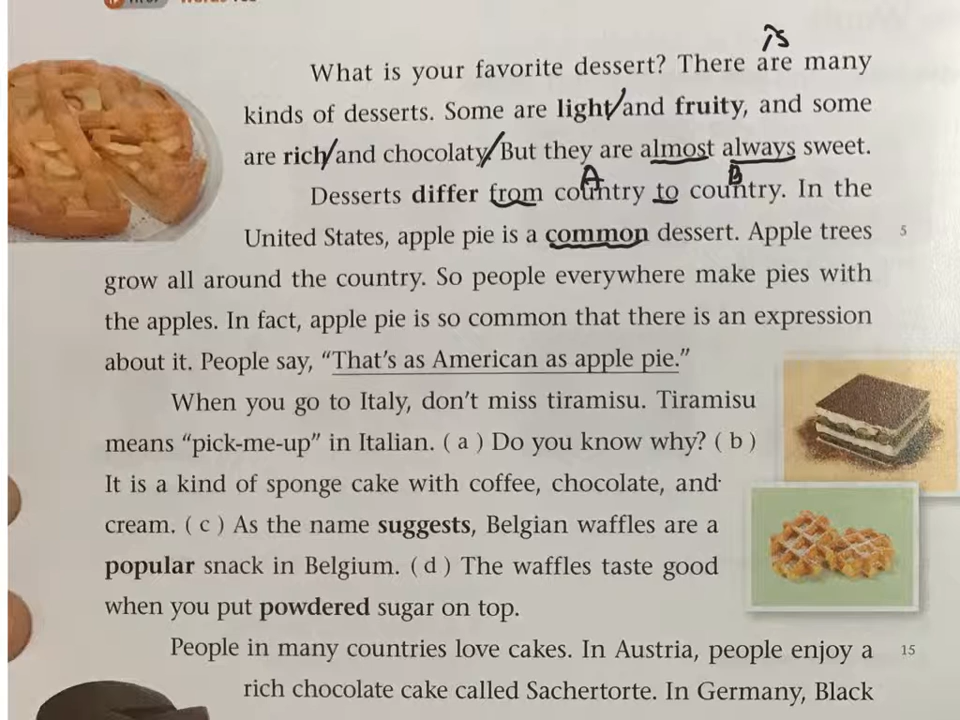 is
What is your favorite dessert? There are many
kinds of desserts. Some are light/and fruity, and some
are rich/and chocolaty/But they are almost always sweet.
A B
Desserts differ from country to country. In the
United States, apple pie is a common dessert. Apple trees 5
grow all around the country. So people everywhere make pies with
the apples. In fact, apple pie is so common that there is an expression
about it. People say, “That’s as American as apple pie.”
When you go to Italy, don’t miss tiramisu. Tiramisu
means “pick-me-up” in Italian. ( a ) Do you know why? ( b )
It is a kind of sponge cake with coffee, chocolate, and
cream. ( c ) As the name suggests, Belgian waffles are a
popular snack in Belgium. ( d ) The waffles taste good
when you put powdered sugar on top.
People in many countries love cakes. In Austria, people enjoy a 15
rich chocolate cake called Sachertorte. In Germany, Black